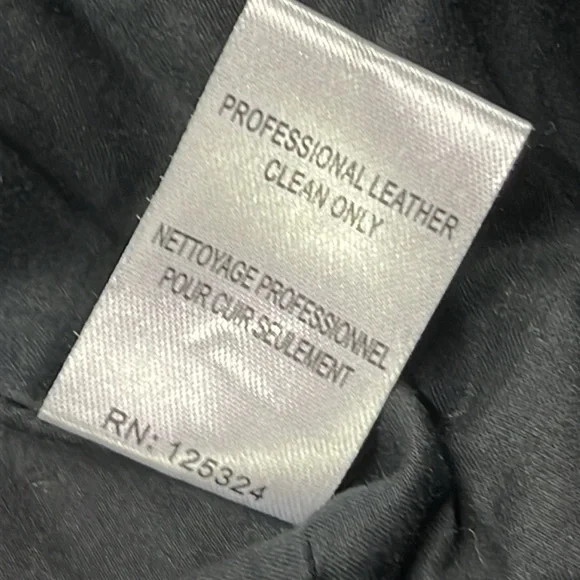 PROFESSIONAL LEATHER
CLEAN ONLY
NETTOYAGE PROFESSIONNEL
POUR CUIR SEULEMENT
RN: 125324